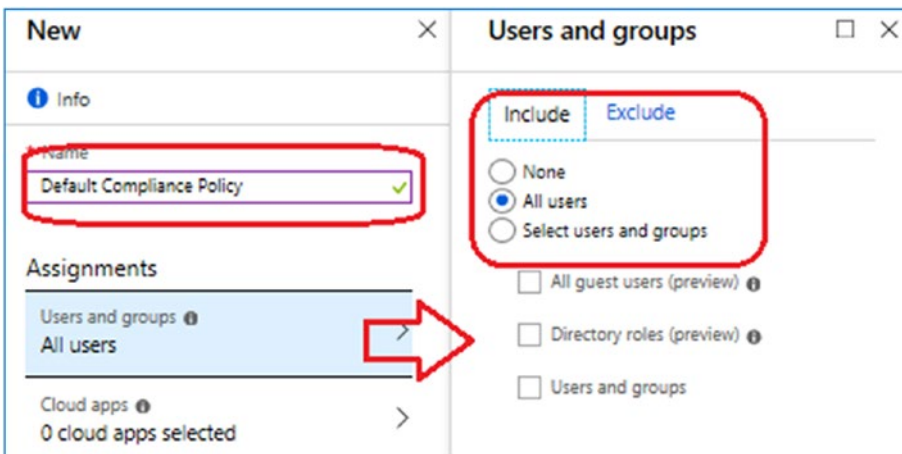 New
Info
* Name
Default Compliance Policy
Assignments
Users and groups
All users
Cloud apps
0 cloud apps selected
Users and groups
Include Exclude
None
All users
Select users and groups
All guest users (preview)
Directory roles (preview)
Users and groups